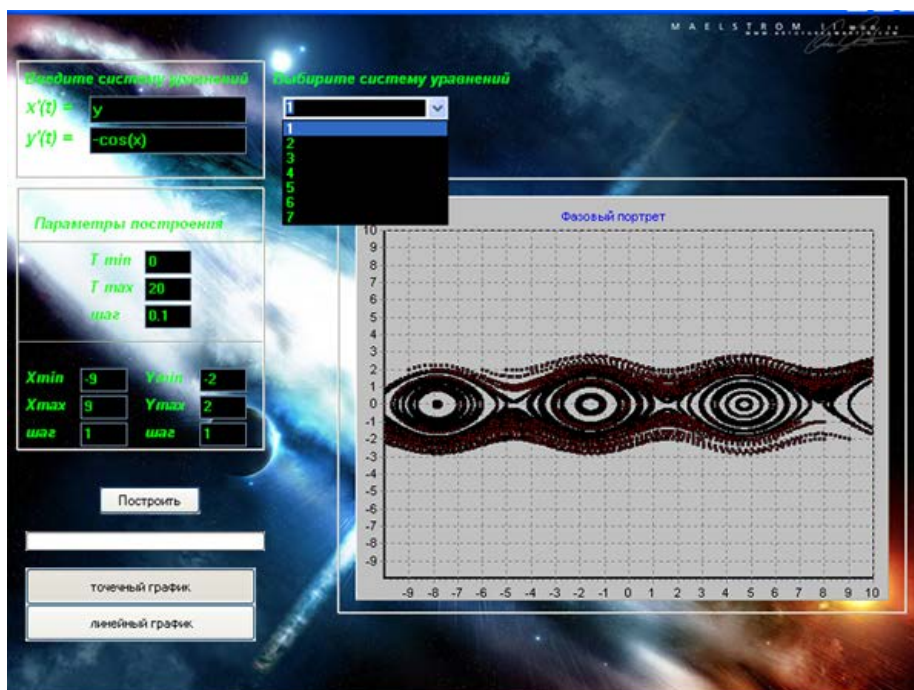 MAELSTROM II
Введите систему уравнений
x'(t) = y
y'(t) = -cos(x)
Выбирите систему уравнений
1
1
2
3
4
5
6
7
Параметры построения
T min 0
T max 20
шаг 0.1
Xmin -9 Ymin -2
Xmax 9 Ymax 2
шаг 1 шаг 1
Построить
точечный график
линейный график
Фазовый портрет
10
9
8
7
6
5
4
3
2
1
0
-1
-2
-3
-4
-5
-6
-7
-8
-9
-9 -8 -7 -6 -5 -4 -3 -2 -1 0 1 2 3 4 5 6 7 8 9 10